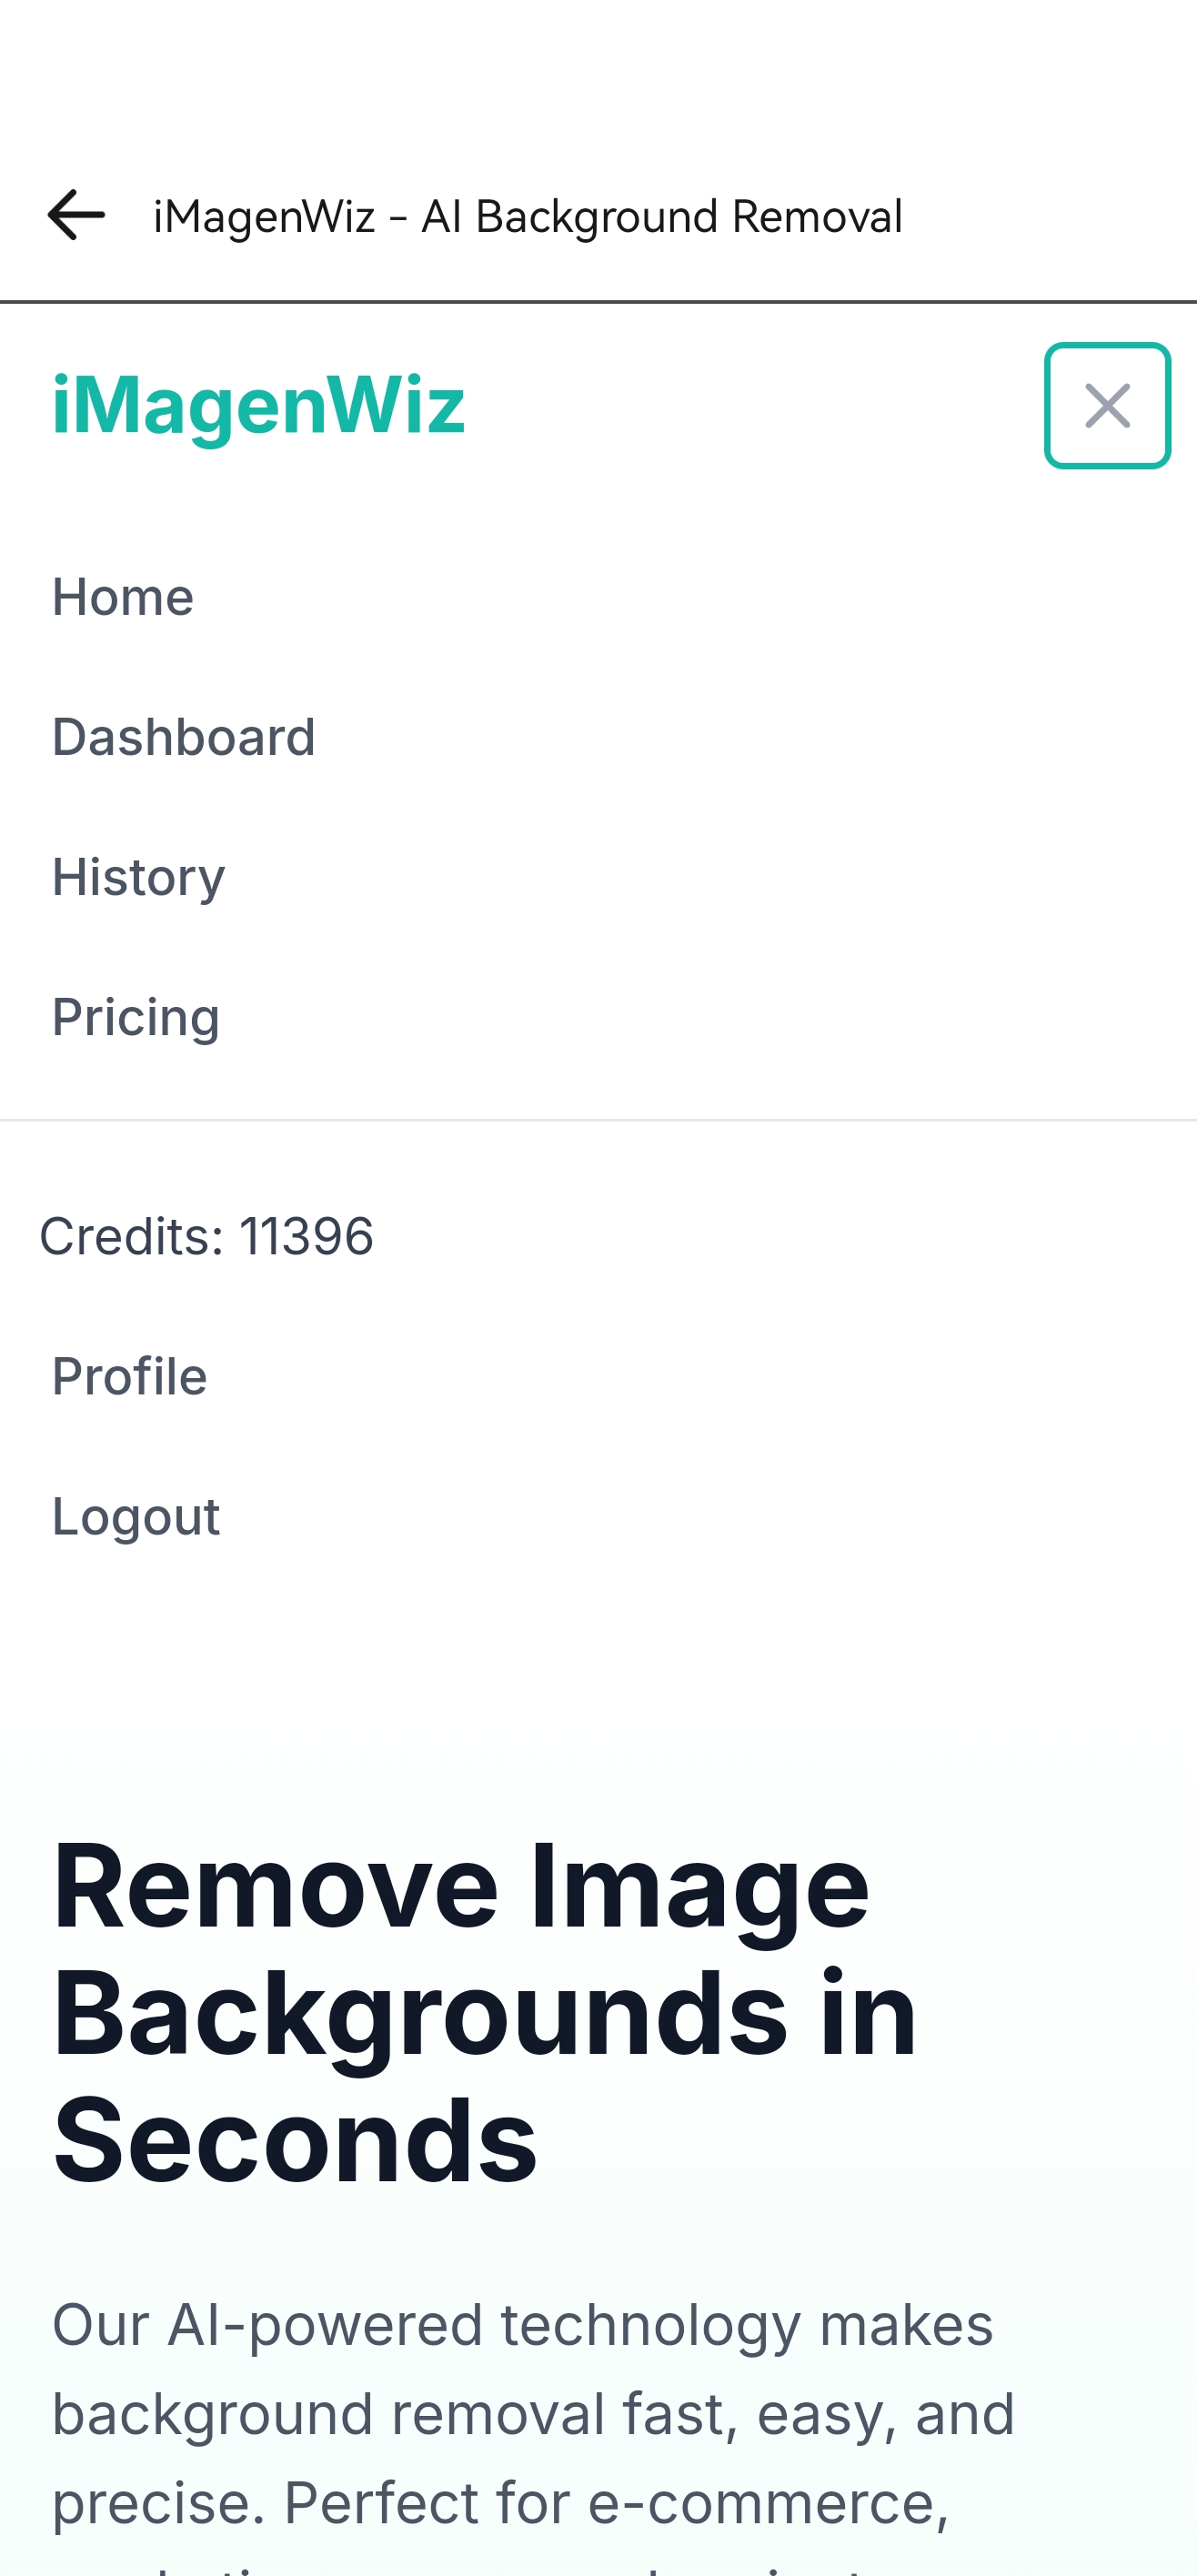 iMagenWiz - AI Background Removal
iMagenWiz
Home
Dashboard
History
Pricing
Credits: 11396
Profile
Logout
Remove Image
Backgrounds in
Seconds
Our AI-powered technology makes
background removal fast, easy, and
precise. Perfect for e-commerce,